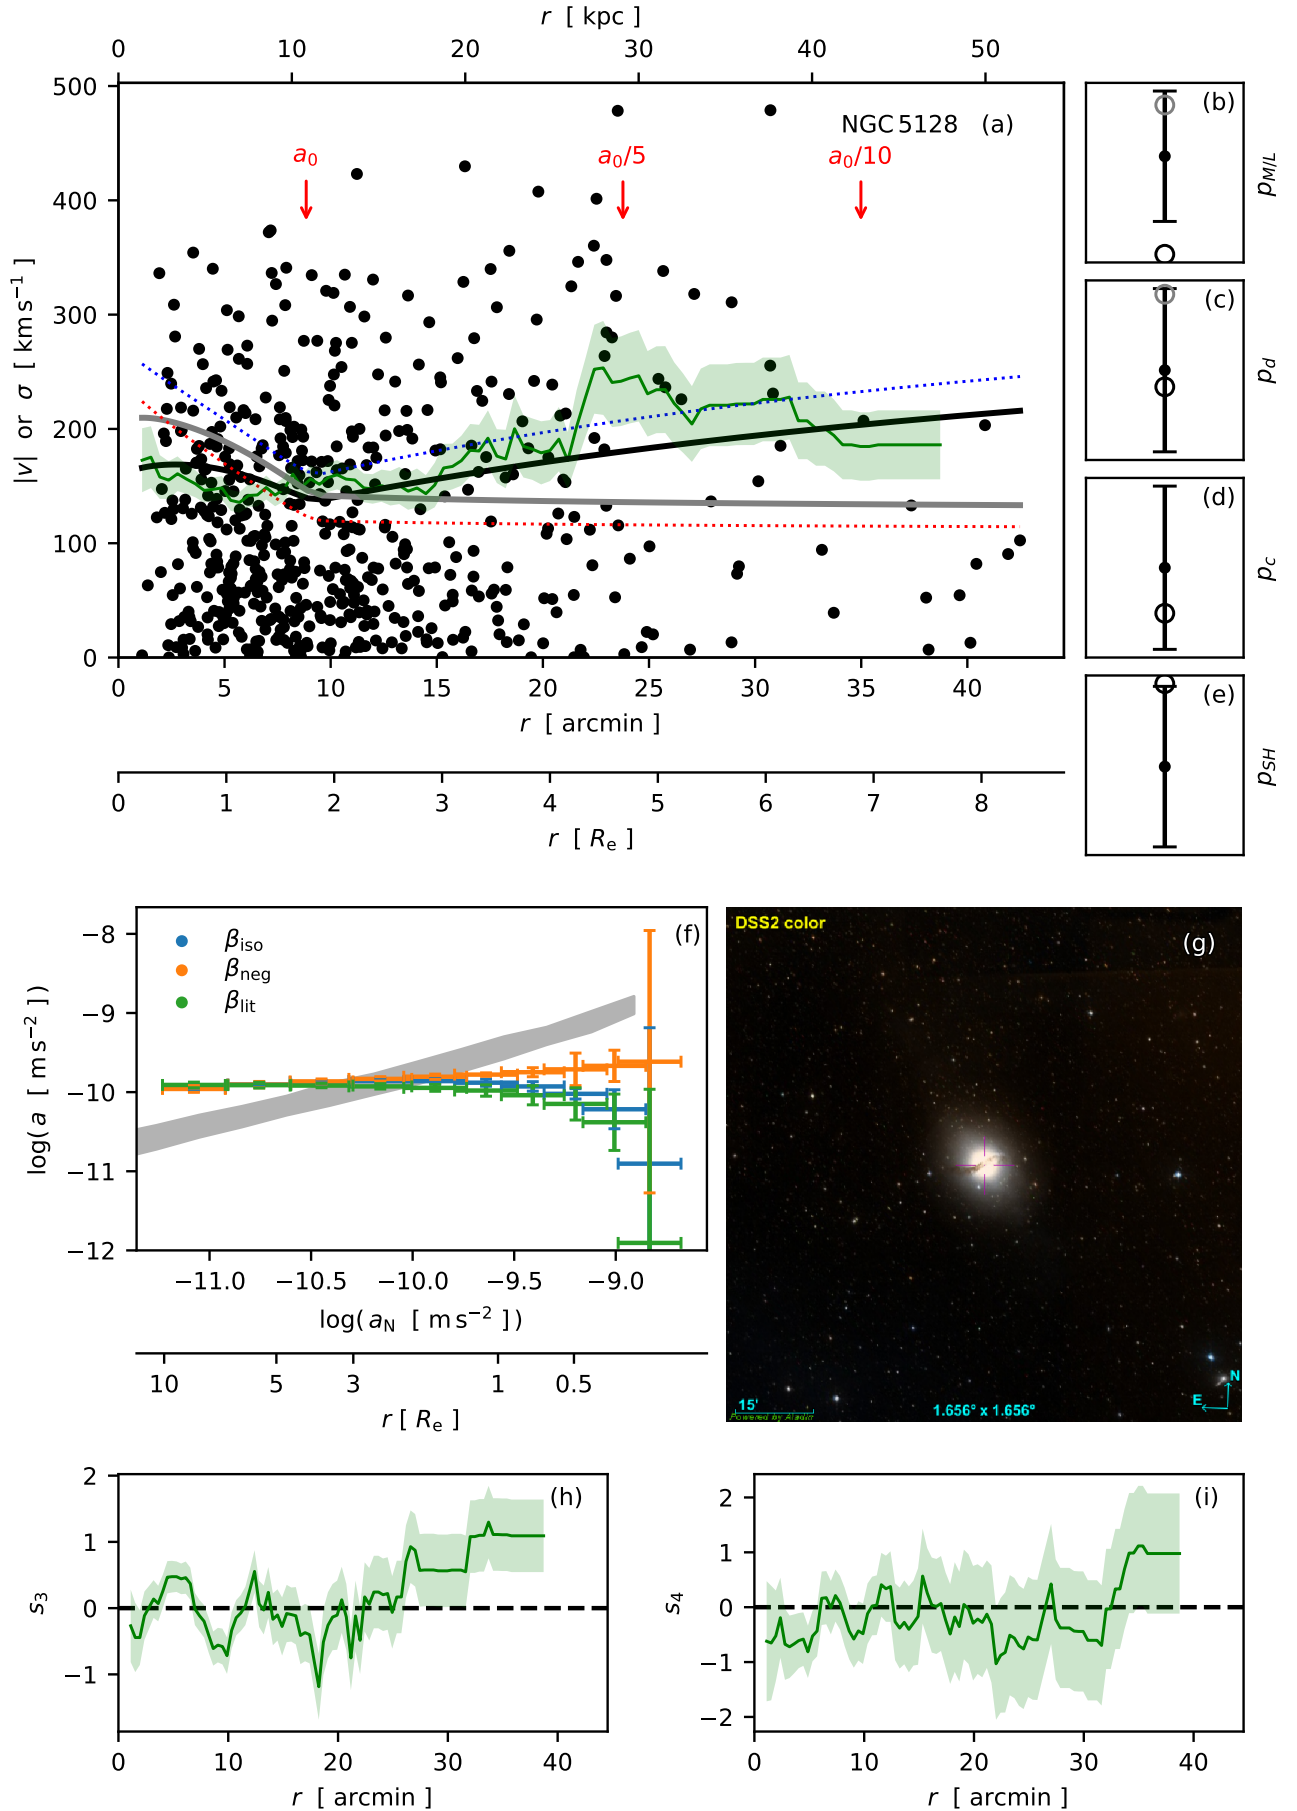 r [ kpc ]
0 10 20 30 40 50
500
400
300
200
100
0
|v| or σ [ km s⁻¹ ]
NGC 5128 (a)
a₀ a₀/5 a₀/10
0 5 10 15 20 25 30 35 40
r [ arcmin ]
0 1 2 3 4 5 6 7 8
r [ Rₑ ]
(b)
p_M/L
(c)
p_d
(d)
p_c
(e)
p_SH
(f)
β_iso
β_neg
β_lit
−8
−9
−10
−11
−12
log( a [ m s⁻² ])
−11.0 −10.5 −10.0 −9.5 −9.0
log( a_N [ m s⁻² ])
10 5 3 1 0.5
r [ Rₑ ]
DSS2 color
(g)
N
E
15'
Powered by Aladin
1.656° x 1.656°
(h)
2
1
0
−1
s₃
0 10 20 30 40
r [ arcmin ]
(i)
2
1
0
−1
−2
s₄
0 10 20 30 40
r [ arcmin ]